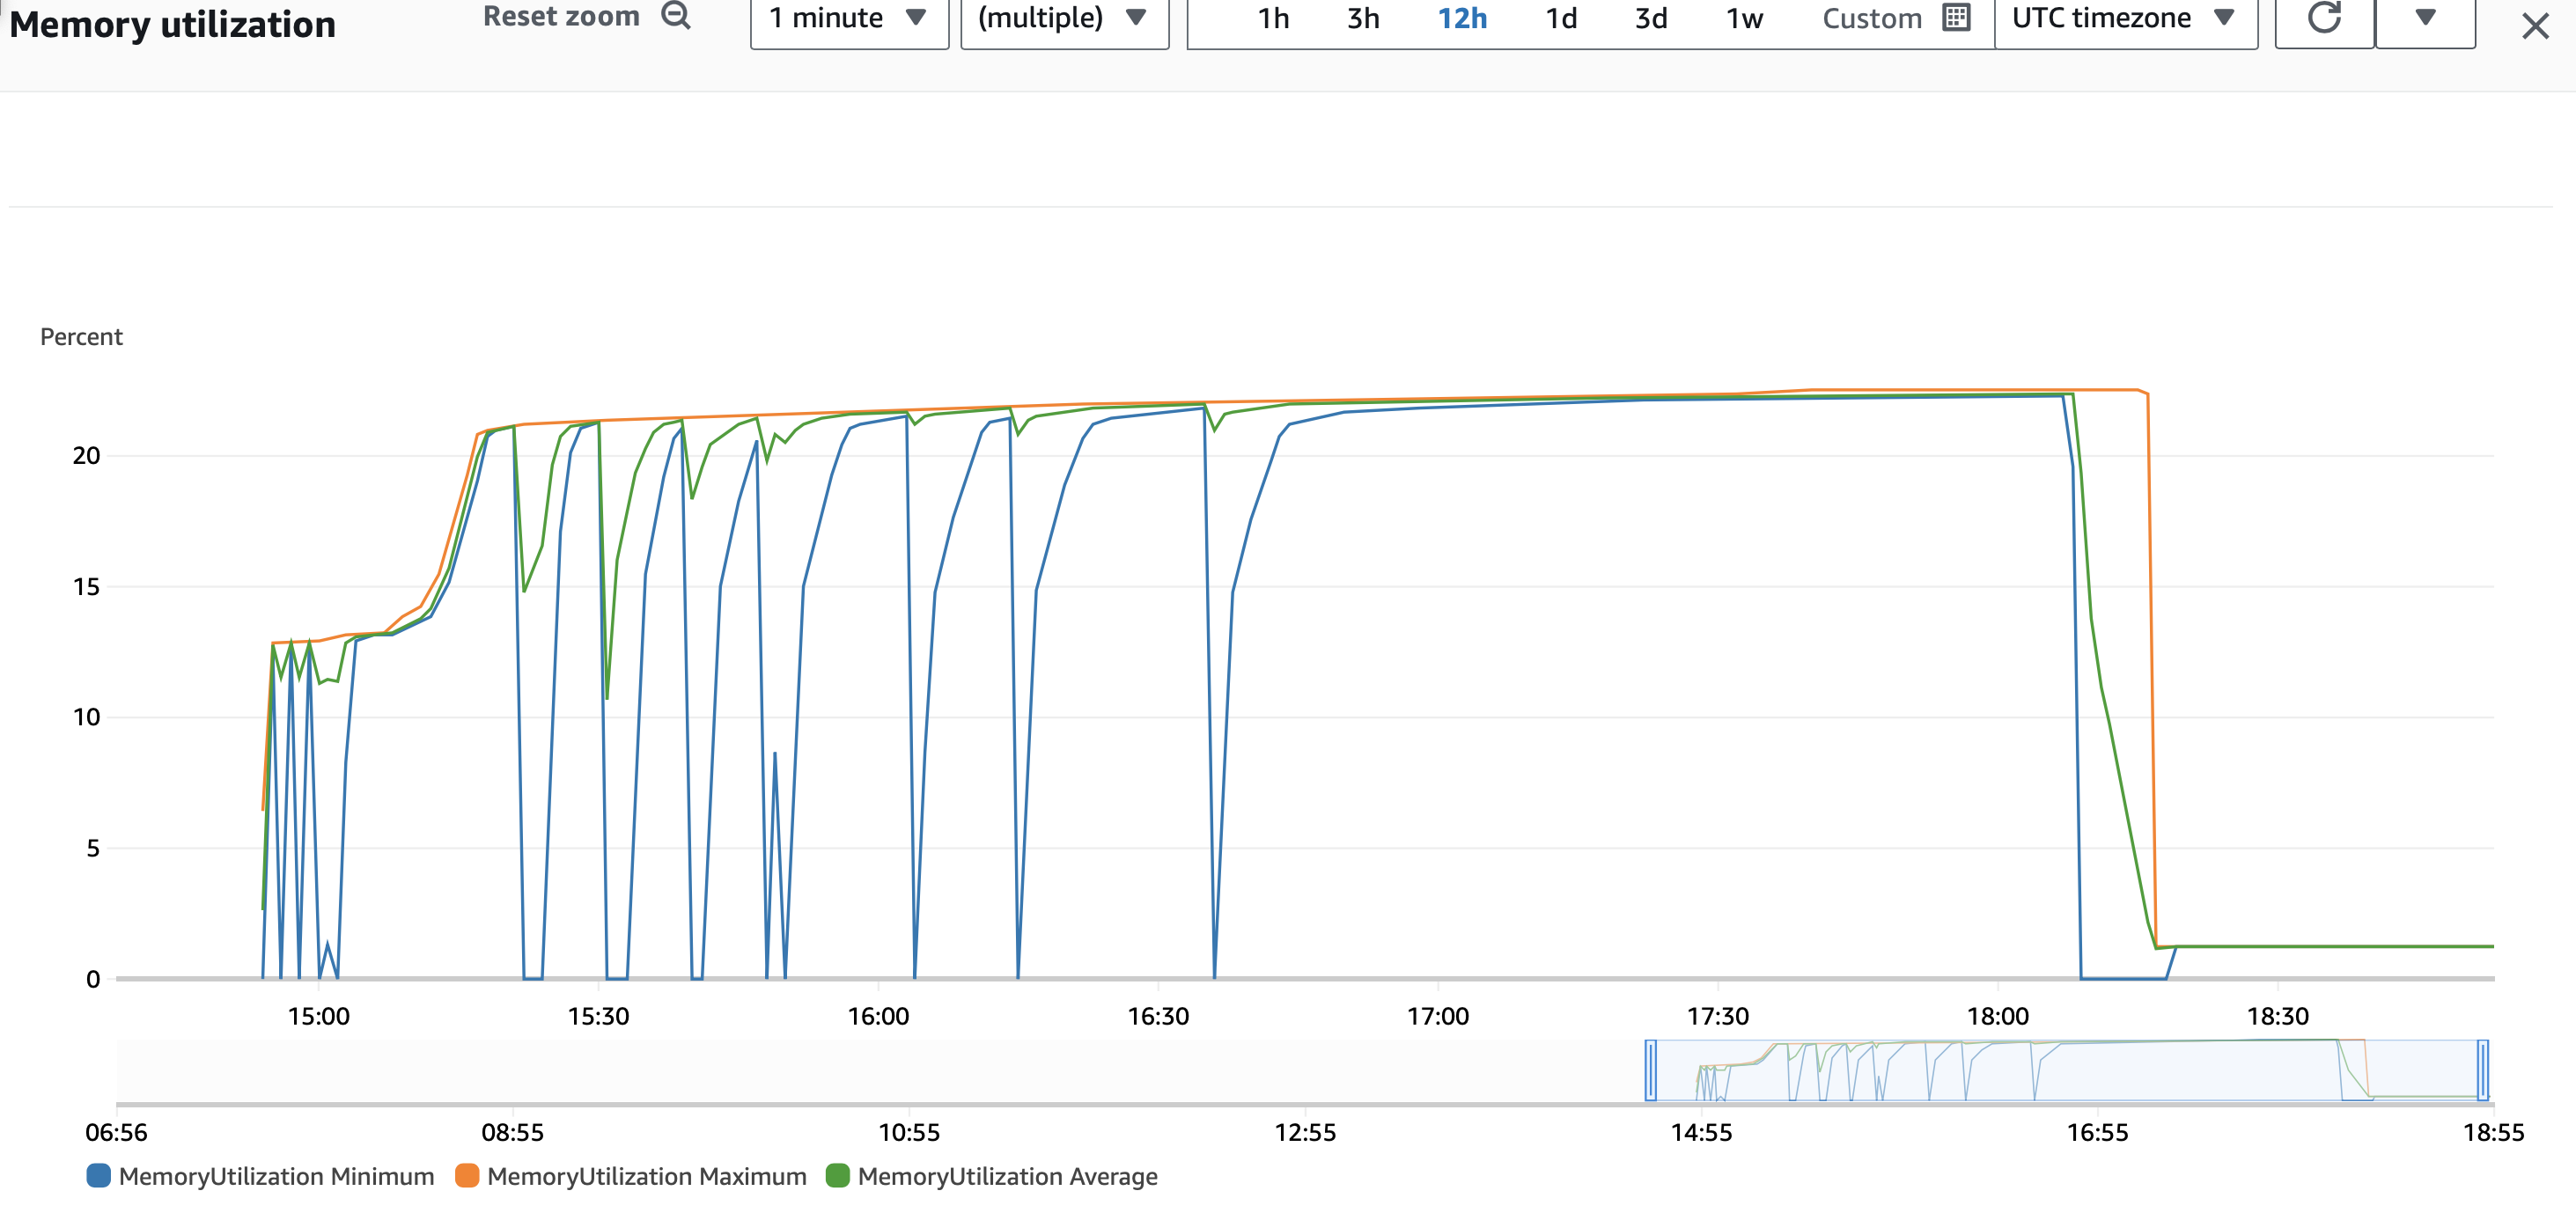 Memory utilization Reset zoom 1 minute (multiple) 1h 3h 12h 1d 3d 1w Custom UTC timezone
Percent
20
15
10
5
0
15:00 15:30 16:00 16:30 17:00 17:30 18:00 18:30
06:56 08:55 10:55 12:55 14:55 16:55 18:55
MemoryUtilization Minimum MemoryUtilization Maximum MemoryUtilization Average